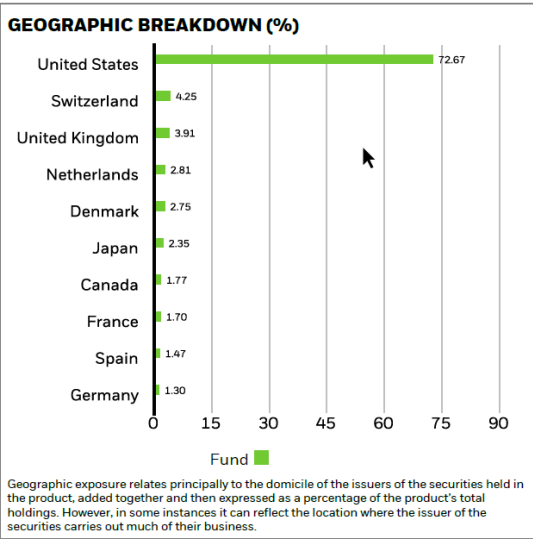 GEOGRAPHIC BREAKDOWN (%)
United States 72.67
Switzerland 4.25
United Kingdom 3.91
Netherlands 2.81
Denmark 2.75
Japan 2.35
Canada 1.77
France 1.70
Spain 1.47
Germany 1.30
0 15 30 45 60 75 90
Fund
Geographic exposure relates principally to the domicile of the issuers of the securities held in
the product, added together and then expressed as a percentage of the product's total
holdings. However, in some instances it can reflect the location where the issuer of the
securities carries out much of their business.